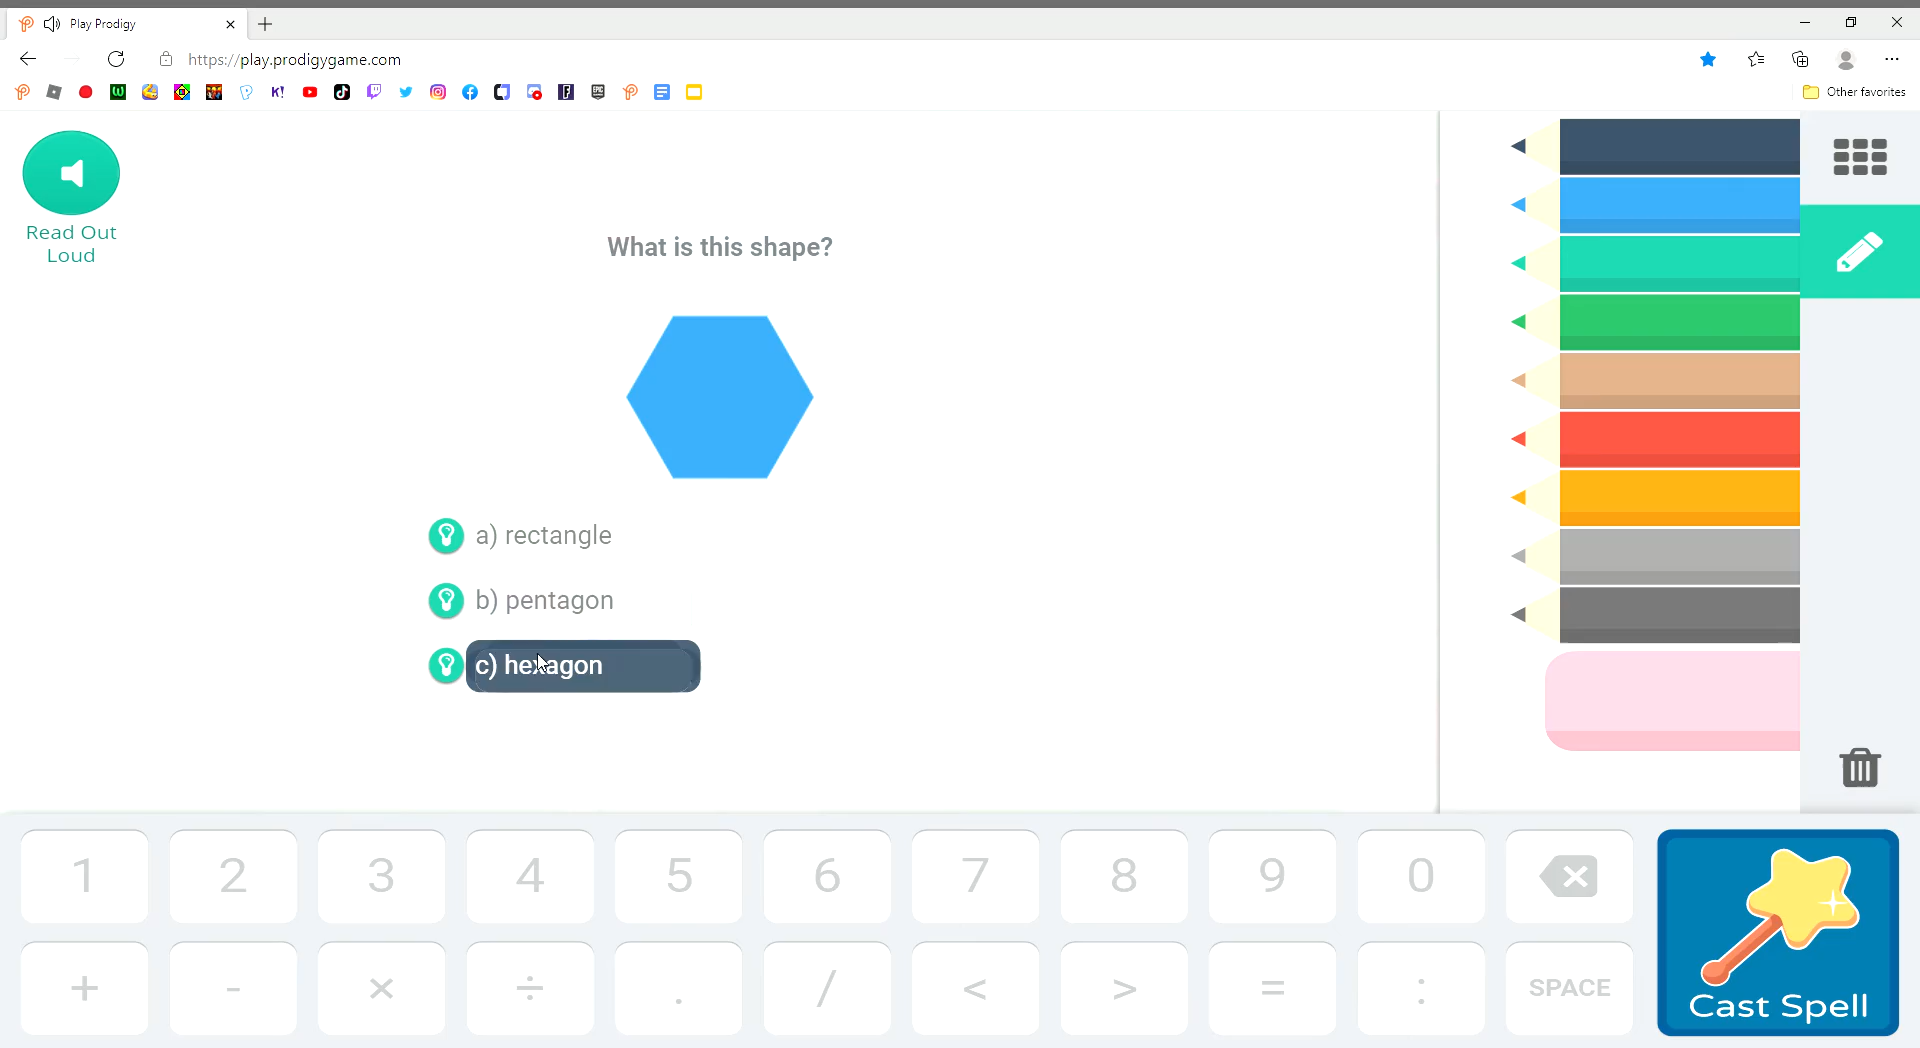 Play Prodigy
https://play.prodigygame.com
Other favorites
Read Out
Loud
What is this shape?
a) rectangle
b) pentagon
c) hexagon
1 2 3 4 5 6 7 8 9 0
+ - × ÷ . / < > = : SPACE
Cast Spell